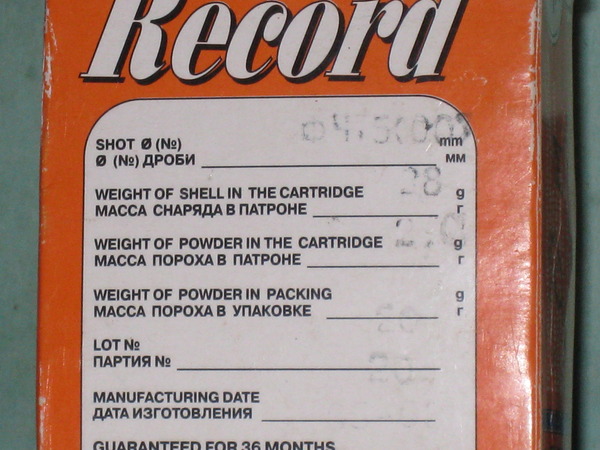 Record
SHOT Ø (№) mm
Ø (№) ДРОБИ мм
WEIGHT OF SHELL IN THE CARTRIDGE 28 g
МАССА СНАРЯДА В ПАТРОНЕ г
WEIGHT OF POWDER IN THE CARTRIDGE g
МАССА ПОРОХА В ПАТРОНЕ г
WEIGHT OF POWDER IN PACKING g
МАССА ПОРОХА В УПАКОВКЕ г
LOT №
ПАРТИЯ №
MANUFACTURING DATE
ДАТА ИЗГОТОВЛЕНИЯ
GUARANTEED FOR 36 MONTHS